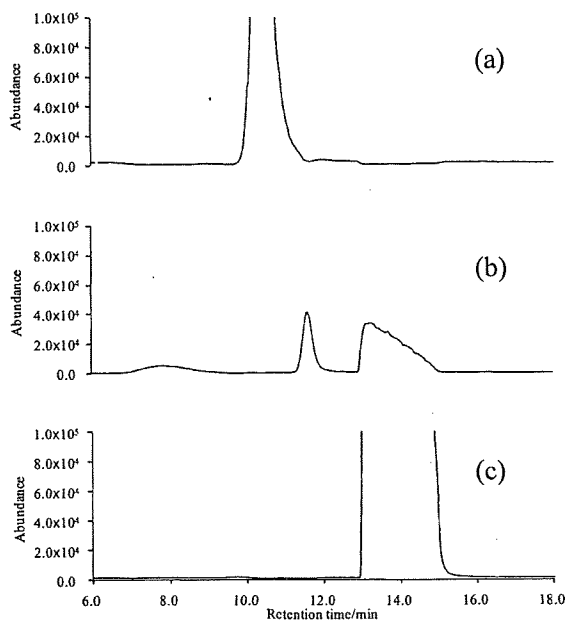 1.0x10⁵
8.0x10⁴
6.0x10⁴
4.0x10⁴
2.0x10⁴
0.0
Abundance
(a)
1.0x10⁵
8.0x10⁴
6.0x10⁴
4.0x10⁴
2.0x10⁴
0.0
Abundance
(b)
1.0x10⁵
8.0x10⁴
6.0x10⁴
4.0x10⁴
2.0x10⁴
0.0
Abundance
(c)
6.0 8.0 10.0 12.0 14.0 16.0 18.0
Retention time/min